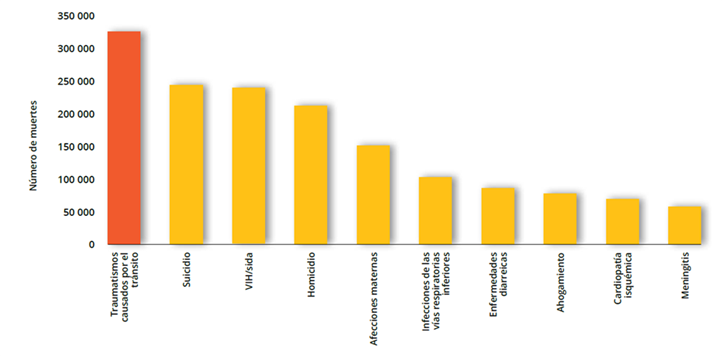 350 000
300 000
250 000
200 000
150 000
100 000
50 000
0
Número de muertes
Traumatismos
causados por el
tránsito
Suicidio
VIH/sida
Homicidio
Afecciones maternas
Infecciones de las
vías respiratorias
inferiores
Enfermedades
diarreicas
Ahogamiento
Cardiopatía
isquémica
Meningitis